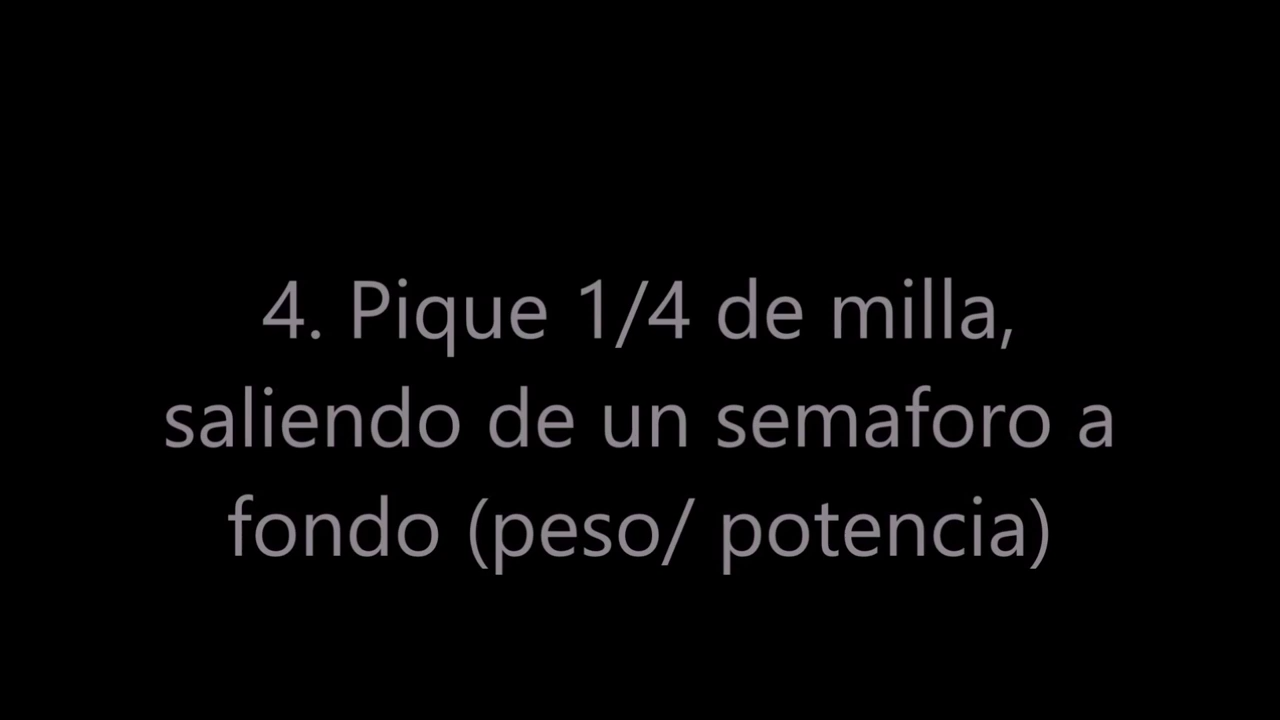 4. Pique 1/4 de milla,
saliendo de un semaforo a
fondo (peso/ potencia)